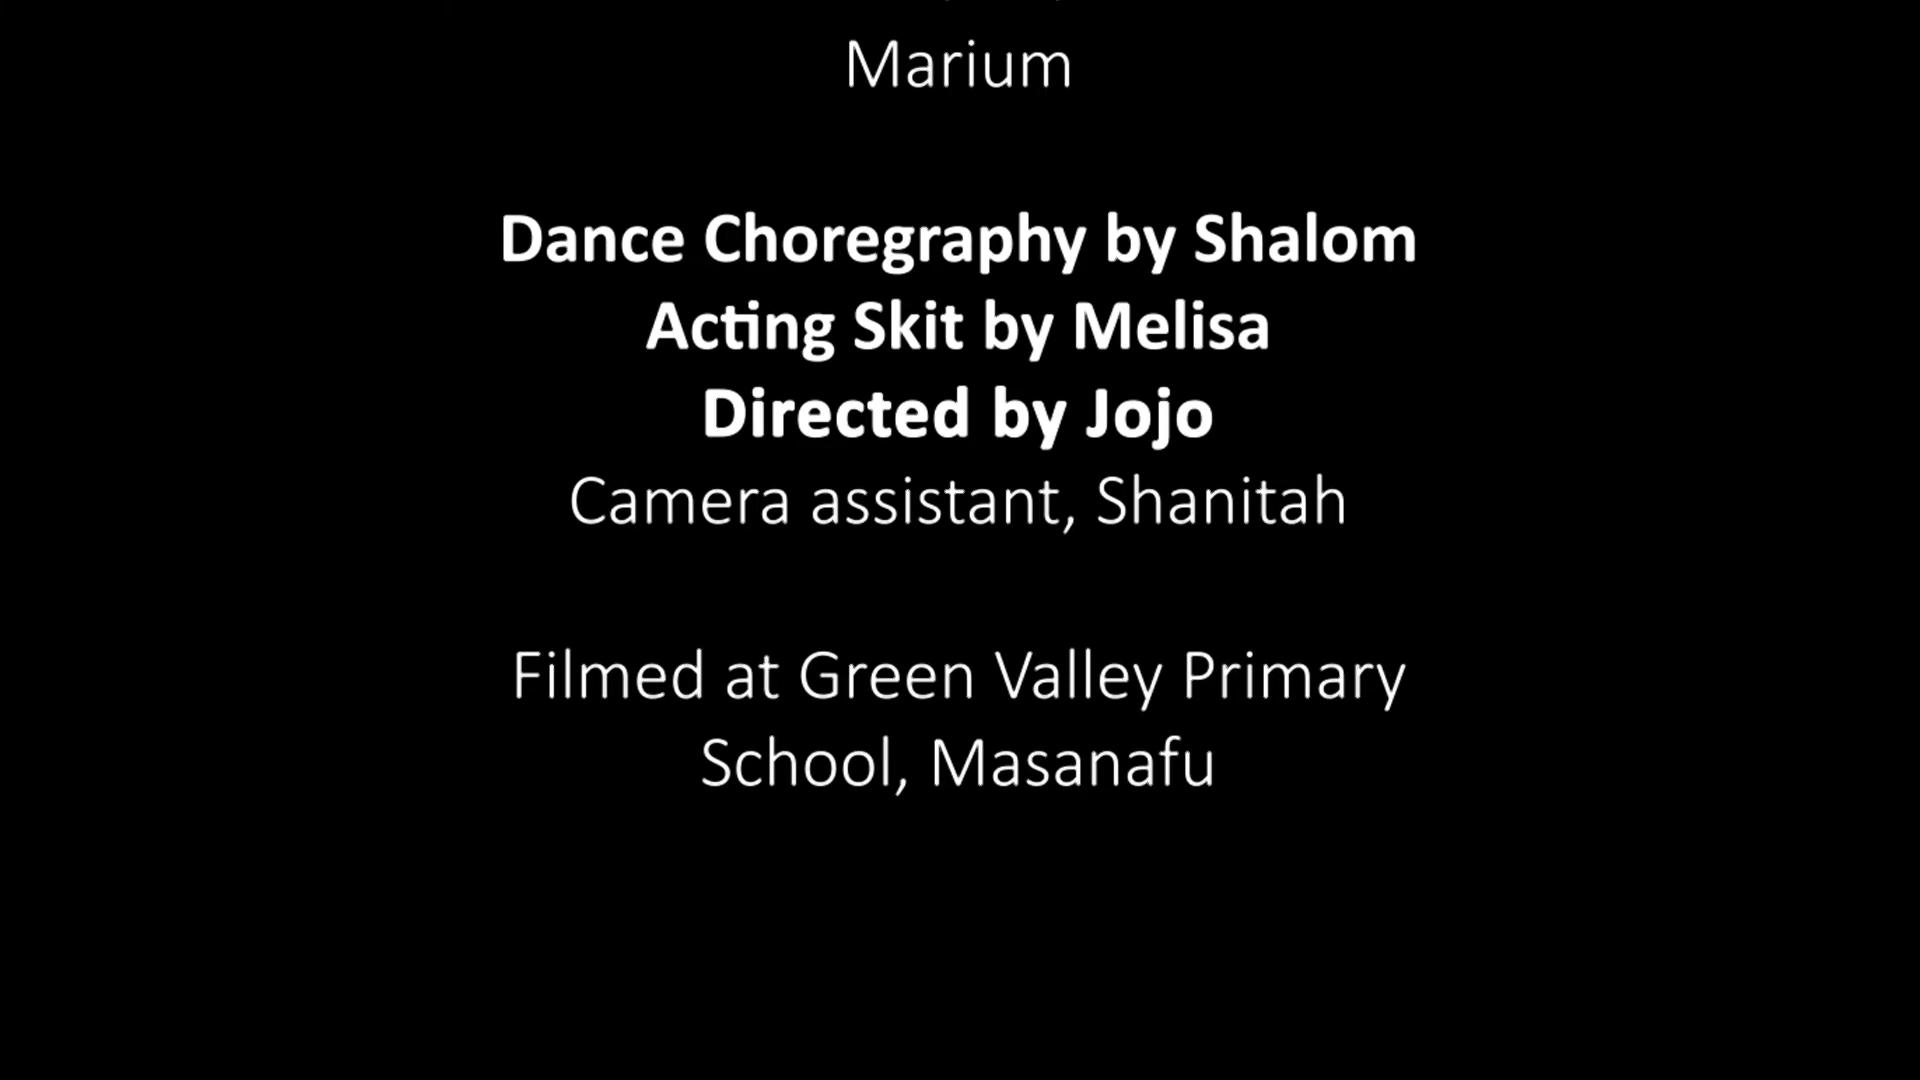 Marium
Dance Choregraphy by Shalom
Acting Skit by Melisa
Directed by Jojo
Camera assistant, Shanitah
Filmed at Green Valley Primary
School, Masanafu